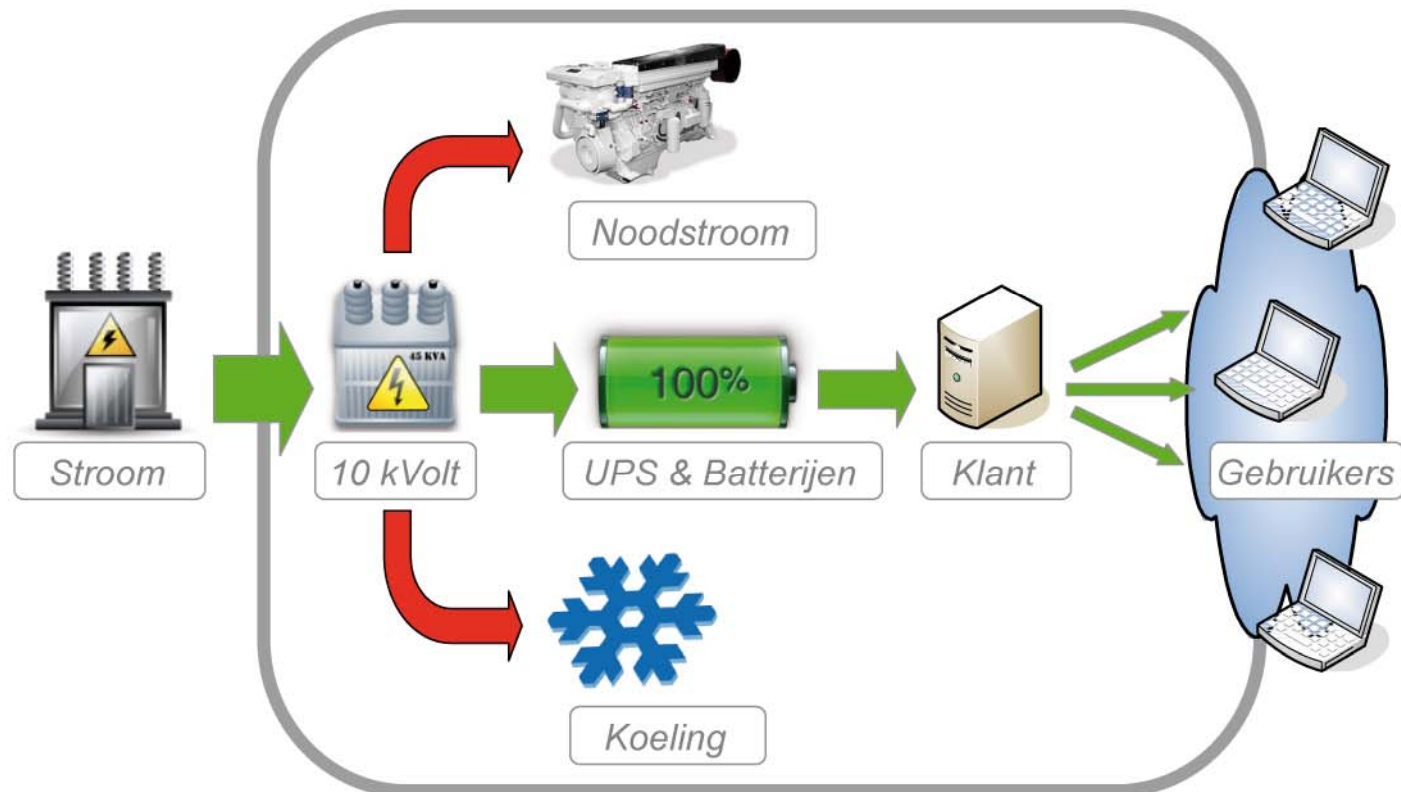 Noodstroom
45 KVA
100%
Stroom
10 kVolt
UPS & Batterijen
Klant
Gebruikers
Koeling